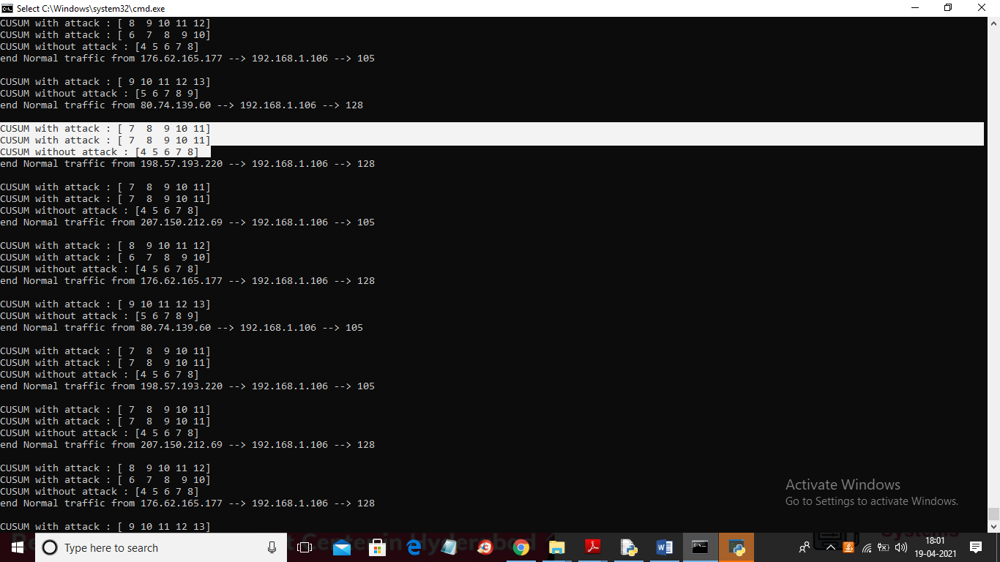 Select C:\Windows\system32\cmd.exe
CUSUM with attack : [ 8  9 10 11 12]
CUSUM with attack : [ 6  7  8  9 10]
CUSUM without attack : [4 5 6 7 8]
end Normal traffic from 176.62.165.177 --> 192.168.1.106 --> 105
CUSUM with attack : [ 9 10 11 12 13]
CUSUM without attack : [5 6 7 8 9]
end Normal traffic from 80.74.139.60 --> 192.168.1.106 --> 128
CUSUM with attack : [ 7  8  9 10 11]
CUSUM with attack : [ 7  8  9 10 11]
CUSUM without attack : [4 5 6 7 8]
end Normal traffic from 198.57.193.220 --> 192.168.1.106 --> 128
CUSUM with attack : [ 7  8  9 10 11]
CUSUM with attack : [ 7  8  9 10 11]
CUSUM without attack : [4 5 6 7 8]
end Normal traffic from 207.150.212.69 --> 192.168.1.106 --> 105
CUSUM with attack : [ 8  9 10 11 12]
CUSUM with attack : [ 6  7  8  9 10]
CUSUM without attack : [4 5 6 7 8]
end Normal traffic from 176.62.165.177 --> 192.168.1.106 --> 128
CUSUM with attack : [ 9 10 11 12 13]
CUSUM without attack : [5 6 7 8 9]
end Normal traffic from 80.74.139.60 --> 192.168.1.106 --> 105
CUSUM with attack : [ 7  8  9 10 11]
CUSUM with attack : [ 7  8  9 10 11]
CUSUM without attack : [4 5 6 7 8]
end Normal traffic from 198.57.193.220 --> 192.168.1.106 --> 105
CUSUM with attack : [ 7  8  9 10 11]
CUSUM with attack : [ 7  8  9 10 11]
CUSUM without attack : [4 5 6 7 8]
end Normal traffic from 207.150.212.69 --> 192.168.1.106 --> 128
CUSUM with attack : [ 8  9 10 11 12]
CUSUM with attack : [ 6  7  8  9 10]
CUSUM without attack : [4 5 6 7 8]
end Normal traffic from 176.62.165.177 --> 192.168.1.106 --> 128
CUSUM with attack : [ 9 10 11 12 13]
Activate Windows
Go to Settings to activate Windows.
Type here to search
Center in Hyderabad
Systems
18:01
19-04-2021